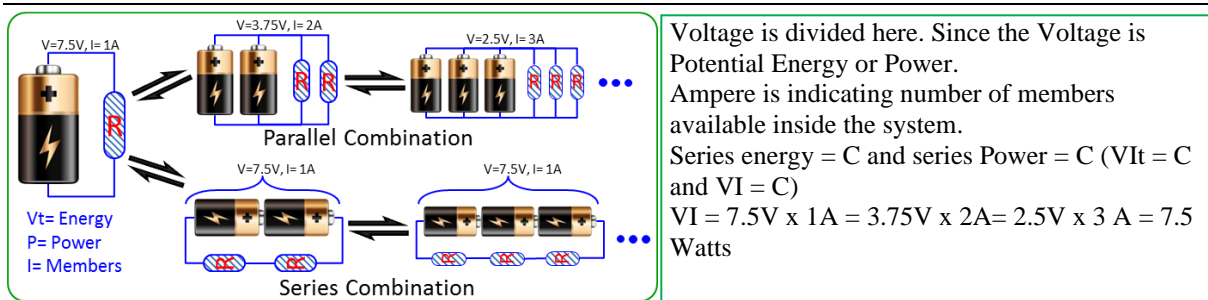 V=7.5V, I= 1A
V=3.75V, I= 2A
V=2.5V, I= 3A
R
R
R
R
R
R
Parallel Combination
V=7.5V, I= 1A
V=7.5V, I= 1A
Vt= Energy
P= Power
I= Members
R
R
R
R
R
Series Combination
Voltage is divided here. Since the Voltage is
Potential Energy or Power.
Ampere is indicating number of members
available inside the system.
Series energy = C and series Power = C (VIt = C
and VI = C)
VI = 7.5V x 1A = 3.75V x 2A= 2.5V x 3 A = 7.5
Watts